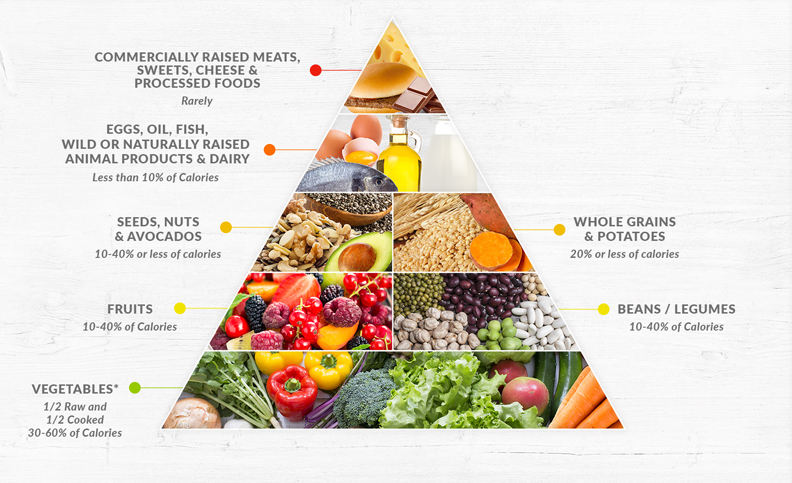 COMMERCIALLY RAISED MEATS,
SWEETS, CHEESE &
PROCESSED FOODS
Rarely
EGGS, OIL, FISH,
WILD OR NATURALLY RAISED
ANIMAL PRODUCTS & DAIRY
Less than 10% of Calories
SEEDS, NUTS
& AVOCADOS
10-40% or less of calories
WHOLE GRAINS
& POTATOES
20% or less of calories
FRUITS
10-40% of Calories
BEANS / LEGUMES
10-40% of Calories
VEGETABLES*
1/2 Raw and
1/2 Cooked
30-60% of Calories